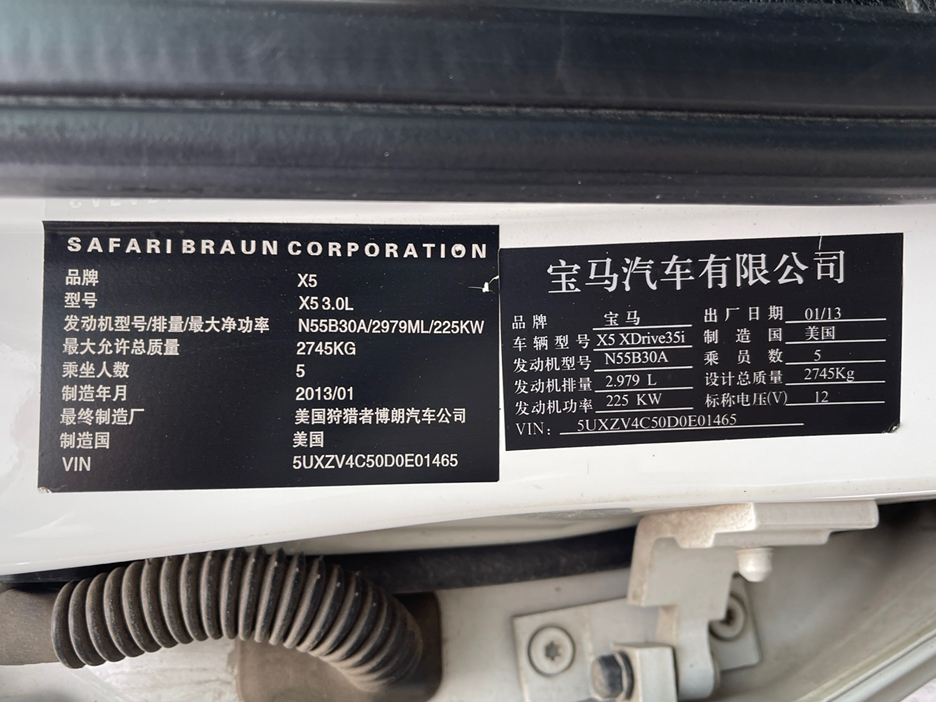 SAFARI BRAUN CORPORATION
品牌 X5
型号 X5 3.0L
发动机型号/排量/最大净功率 N55B30A/2979ML/225KW
最大允许总质量 2745KG
乘坐人数 5
制造年月 2013/01
最终制造厂 美国狩猎者博朗汽车公司
制造国 美国
VIN 5UXZV4C50D0E01465
宝马汽车有限公司
品牌 宝马 出厂日期 01/13
车辆型号 X5 XDrive35i 制造国 美国
发动机型号 N55B30A 乘员数 5
发动机排量 2.979 L 设计总质量 2745Kg
发动机功率 225 KW 标称电压(V) 12
VIN: 5UXZV4C50D0E01465